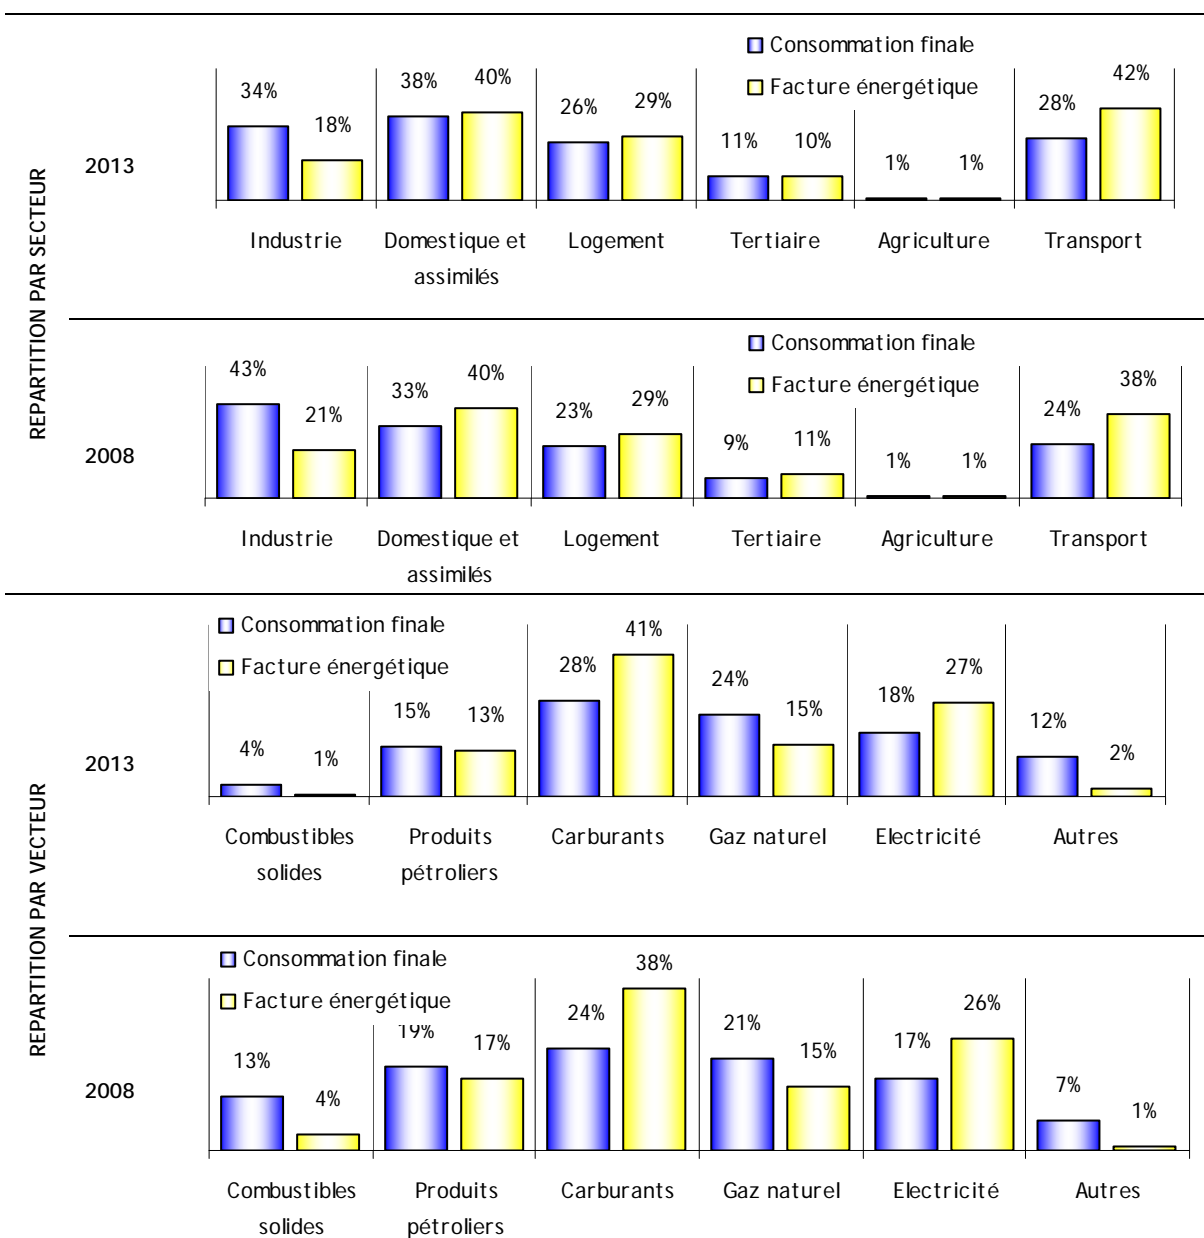 REPARTITION PAR SECTEUR
2013
Consommation finale
Facture énergétique
34% 18% 38% 40% 26% 29% 11% 10% 1% 1% 28% 42%
Industrie Domestique et assimilés Logement Tertiaire Agriculture Transport
2008
Consommation finale
Facture énergétique
43% 21% 33% 40% 23% 29% 9% 11% 1% 1% 24% 38%
Industrie Domestique et assimilés Logement Tertiaire Agriculture Transport
REPARTITION PAR VECTEUR
2013
Consommation finale
Facture énergétique
4% 1% 15% 13% 28% 41% 24% 15% 18% 27% 12% 2%
Combustibles solides Produits pétroliers Carburants Gaz naturel Electricité Autres
2008
Consommation finale
Facture énergétique
13% 4% 19% 17% 24% 38% 21% 15% 17% 26% 7% 1%
Combustibles solides Produits pétroliers Carburants Gaz naturel Electricité Autres